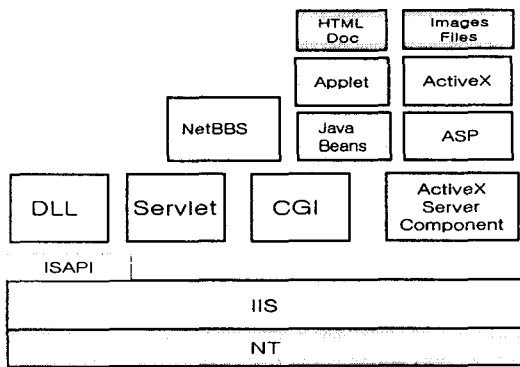 HTML
Doc
Images
Files
Applet
ActiveX
NetBBS
Java
Beans
ASP
DLL
Servlet
CGI
ActiveX
Server
Component
ISAPI
IIS
NT